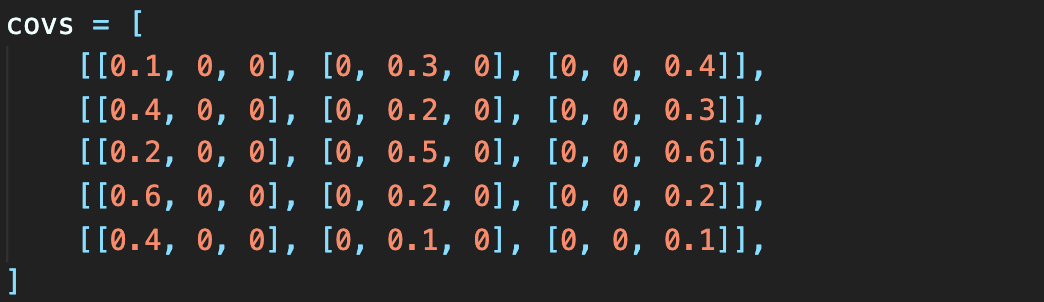 covs = [
    [[0.1, 0, 0], [0, 0.3, 0], [0, 0, 0.4]],
    [[0.4, 0, 0], [0, 0.2, 0], [0, 0, 0.3]],
    [[0.2, 0, 0], [0, 0.5, 0], [0, 0, 0.6]],
    [[0.6, 0, 0], [0, 0.2, 0], [0, 0, 0.2]],
    [[0.4, 0, 0], [0, 0.1, 0], [0, 0, 0.1]],
]